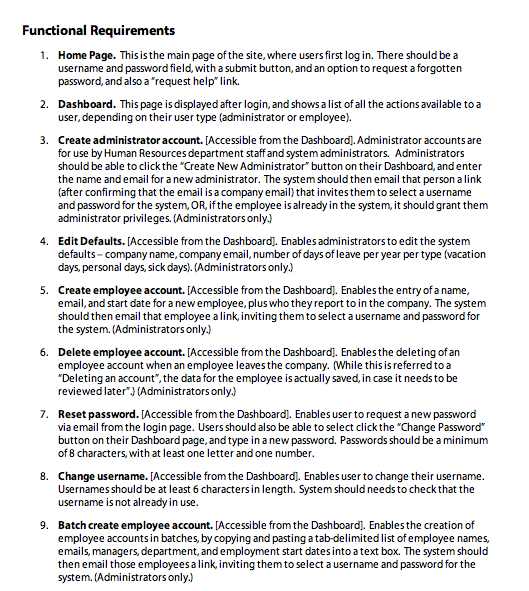 Functional Requirements
1. Home Page. This is the main page of the site, where users first log in. There should be a
username and password field, with a submit button, and an option to request a forgotten
password, and also a "request help" link.
2. Dashboard. This page is displayed after login, and shows a list of all the actions available to a
user, depending on their user type (administrator or employee).
3. Create administrator account. [Accessible from the Dashboard]. Administrator accounts are
for use by Human Resources department staff and system administrators. Administrators
should be able to click the "Create New Administrator" button on their Dashboard, and enter
the name and email for a new administrator. The system should then email that person a link
(after confirming that the email is a company email) that invites them to select a username
and password for the system, OR, if the employee is already in the system, it should grant them
administrator privileges. (Administrators only.)
4. Edit Defaults. [Accessible from the Dashboard]. Enables administrators to edit the system
defaults – company name, company email, number of days of leave per year per type (vacation
days, personal days, sick days). (Administrators only.)
5. Create employee account. [Accessible from the Dashboard]. Enables the entry of a name,
email, and start date for a new employee, plus who they report to in the company. The system
should then email that employee a link, inviting them to select a username and password for
the system. (Administrators only.)
6. Delete employee account. [Accessible from the Dashboard]. Enables the deleting of an
employee account when an employee leaves the company. (While this is referred to a
"Deleting an account", the data for the employee is actually saved, in case it needs to be
reviewed later".) (Administrators only.)
7. Reset password. [Accessible from the Dashboard]. Enables user to request a new password
via email from the login page. Users should also be able to select click the "Change Password"
button on their Dashboard page, and type in a new password. Passwords should be a minimum
of 8 characters, with at least one letter and one number.
8. Change username. [Accessible from the Dashboard]. Enables user to change their username.
Usernames should be at least 6 characters in length. System should needs to check that the
username is not already in use.
9. Batch create employee account. [Accessible from the Dashboard]. Enables the creation of
employee accounts in batches, by copying and pasting a tab-delimited list of employee names,
emails, managers, department, and employment start dates into a text box. The system should
then email those employees a link, inviting them to select a username and password for the
system. (Administrators only.)